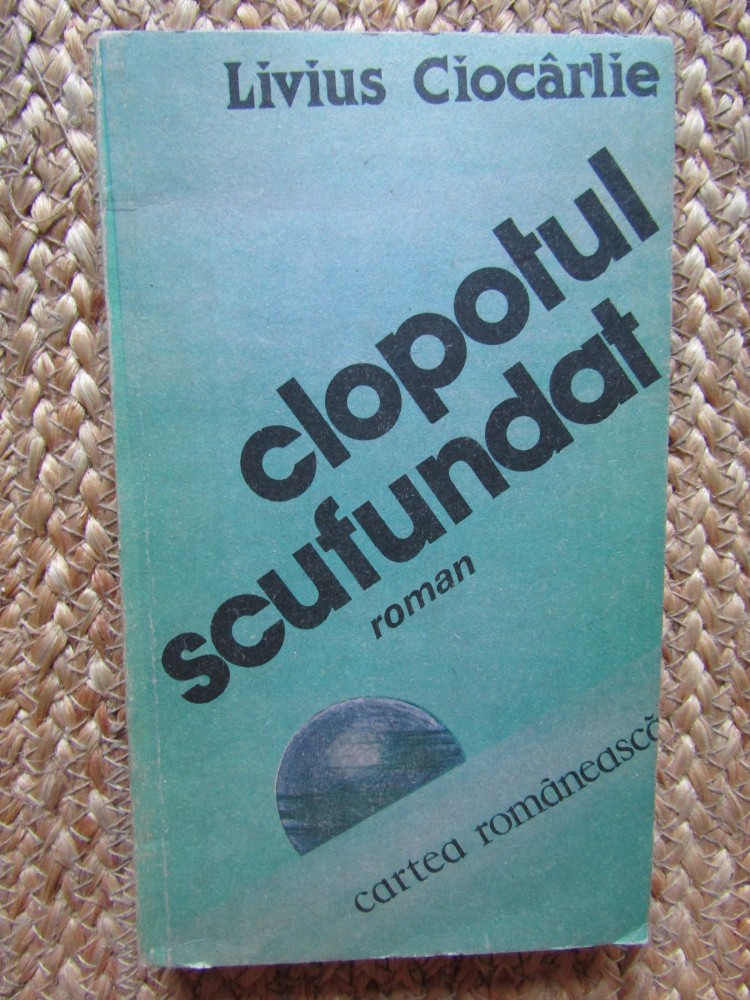 Livius Ciocârlie
clopotul
scufundat
roman
cartea românească